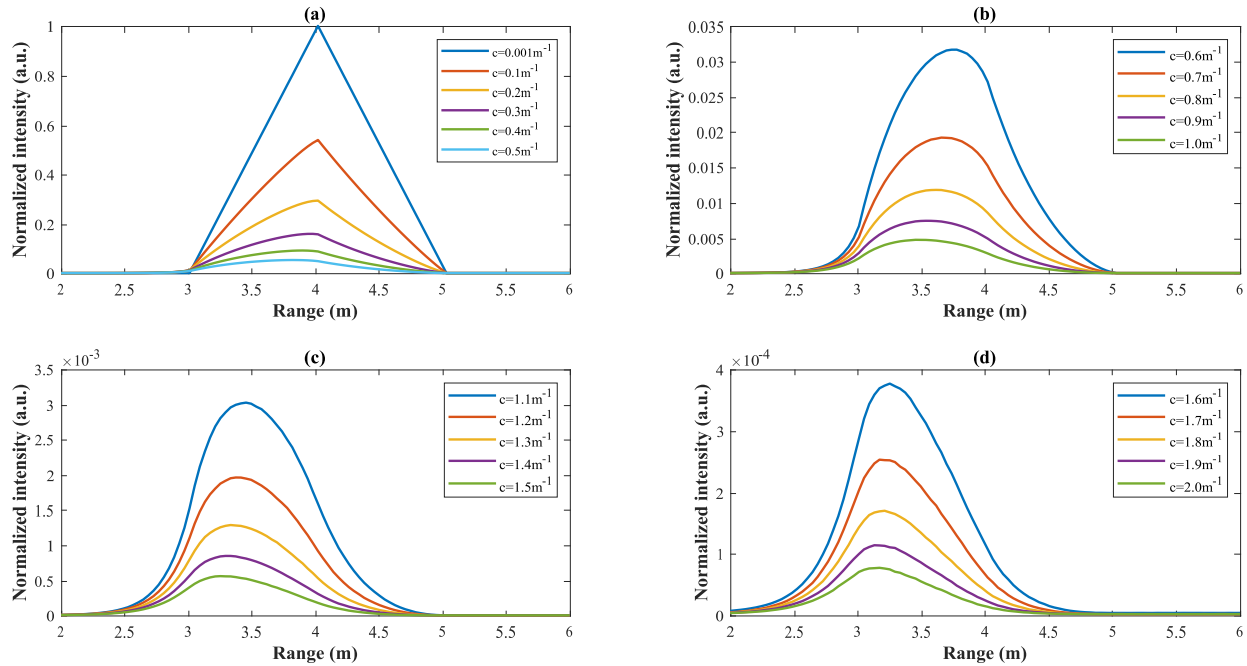 (a)
Normalized intensity (a.u.)
1
0.8
0.6
0.4
0.2
0
2 2.5 3 3.5 4 4.5 5 5.5 6
Range (m)
c=0.001m⁻¹
c=0.1m⁻¹
c=0.2m⁻¹
c=0.3m⁻¹
c=0.4m⁻¹
c=0.5m⁻¹
(b)
Normalized intensity (a.u.)
0.035
0.03
0.025
0.02
0.015
0.01
0.005
0
2 2.5 3 3.5 4 4.5 5 5.5 6
Range (m)
c=0.6m⁻¹
c=0.7m⁻¹
c=0.8m⁻¹
c=0.9m⁻¹
c=1.0m⁻¹
(c)
×10⁻³
Normalized intensity (a.u.)
3.5
3
2.5
2
1.5
1
0.5
0
2 2.5 3 3.5 4 4.5 5 5.5 6
Range (m)
c=1.1m⁻¹
c=1.2m⁻¹
c=1.3m⁻¹
c=1.4m⁻¹
c=1.5m⁻¹
(d)
×10⁻⁴
Normalized intensity (a.u.)
4
3
2
1
0
2 2.5 3 3.5 4 4.5 5 5.5 6
Range (m)
c=1.6m⁻¹
c=1.7m⁻¹
c=1.8m⁻¹
c=1.9m⁻¹
c=2.0m⁻¹